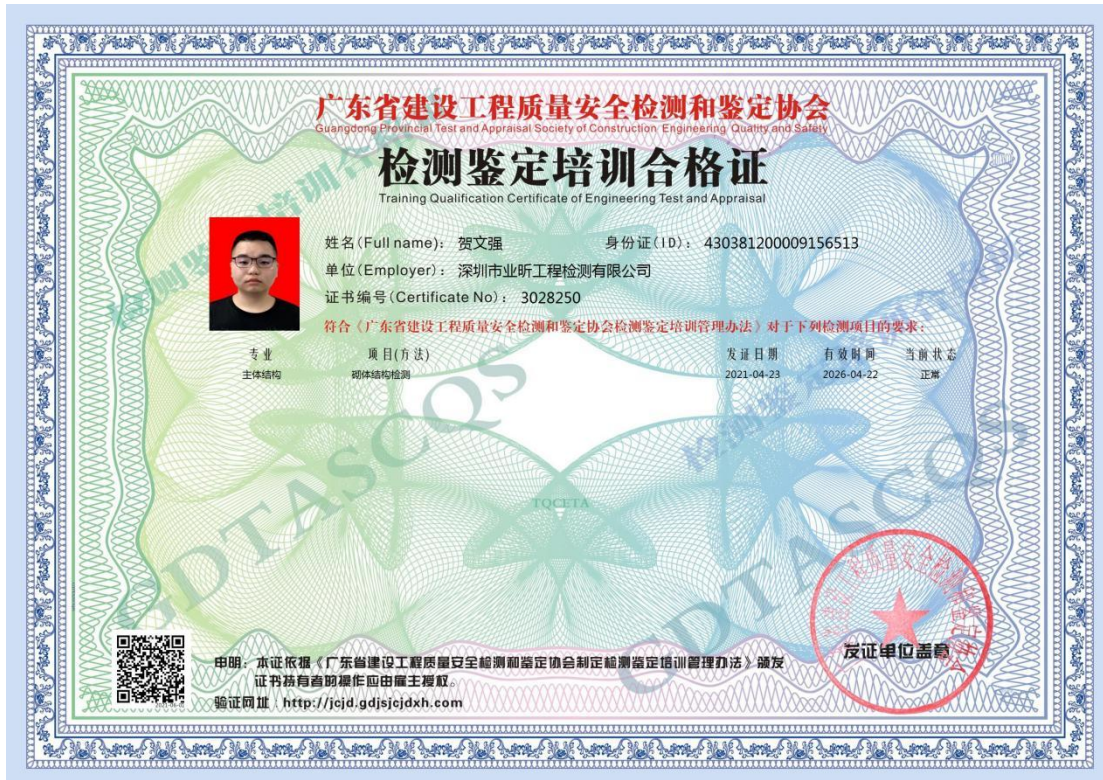 广东省建设工程质量安全检测和鉴定协会
Guangdong Provincial Test and Appraisal Society of Construction Engineering Quality and Safety
检测鉴定培训合格证
Training Qualification Certificate of Engineering Test and Appraisal
姓名(Full name)： 贺文强 身份证(ID)： 430381200009156513
单位(Employer)： 深圳市业昕工程检测有限公司
证书编号(Certificate No)： 3028250
符合《广东省建设工程质量安全检测和鉴定协会检测鉴定培训管理办法》对于下列检测项目的要求：
专业 项目(方法) 发证日期 有效时间 当前状态
主体结构 砌体结构检测 2021-04-23 2026-04-22 正常
GDTASCQS
GDTASCQS
TQCETA
发证单位盖章
申明：本证依据《广东省建设工程质量安全检测和鉴定协会制定检测鉴定培训管理办法》颁发
证书持有者的操作应由雇主授权。
验证网址：http://jcjd.gdjsjcjdxh.com